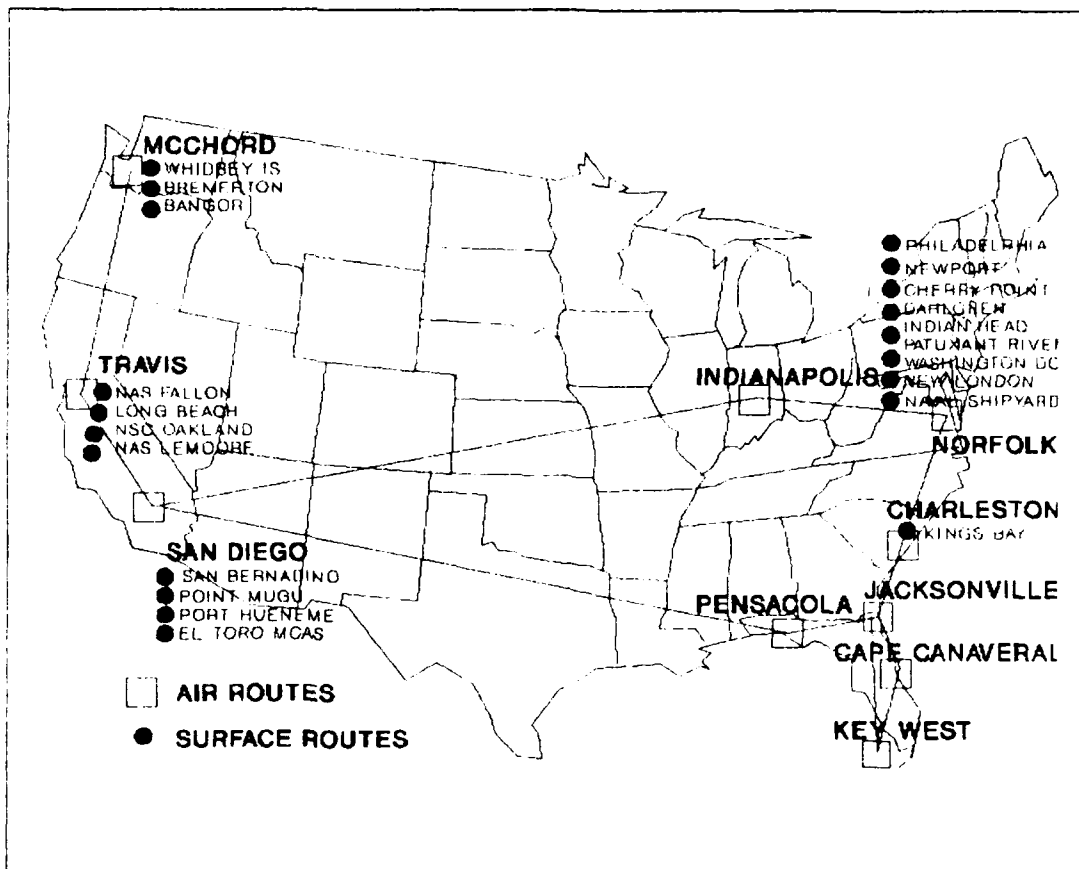 MCCHORD
WHIDBEY IS
BREMERTON
BANGOR
PHILADELPHIA
NEWPORT
CHERRY POINT
DAHLGREN
INDIAN HEAD
PATUXANT RIVER
WASHINGTON DC
NEW LONDON
NAVAL SHIPYARD
TRAVIS
NAS FALLON
LONG BEACH
NSC OAKLAND
NAS LEMOORE
INDIANAPOLIS
NORFOLK
CHARLESTON
KINGS BAY
SAN DIEGO
SAN BERNADINO
POINT MUGU
PORT HUENEME
EL TORO MCAS
PENSACOLA
JACKSONVILLE
CAPE CANAVERAL
KEY WEST
AIR ROUTES
SURFACE ROUTES